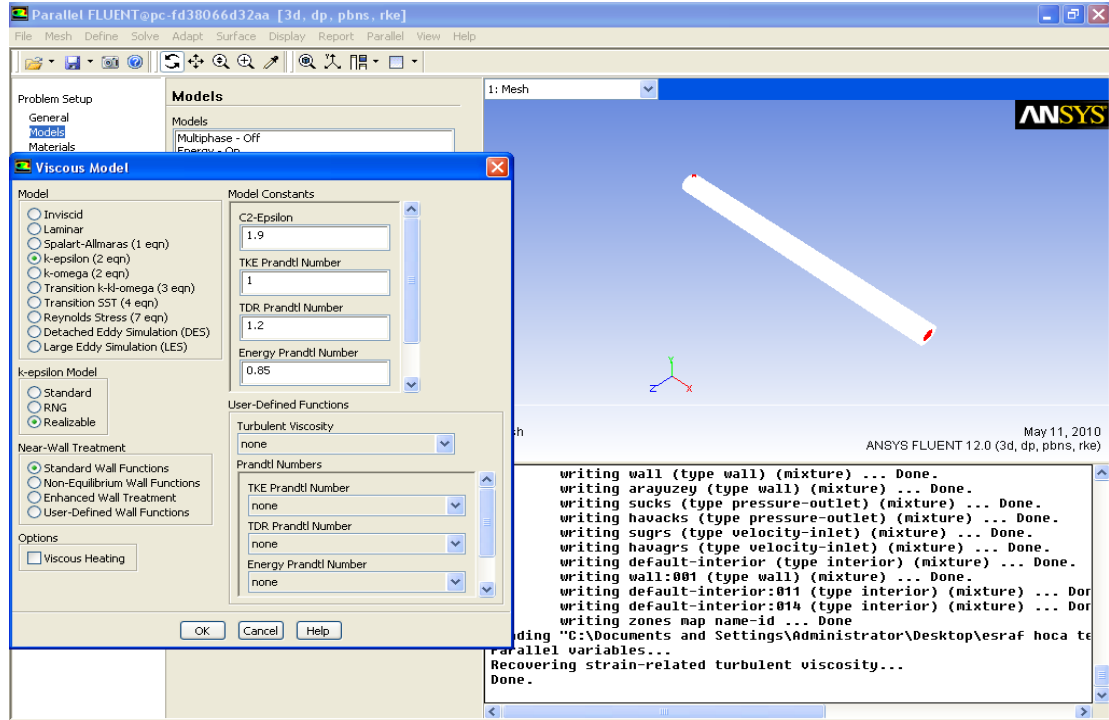 Parallel FLUENT@pc-fd38066d32aa [3d, dp, pbns, rke]
File Mesh Define Solve Adapt Surface Display Report Parallel View Help
Problem Setup
General
Models
Materials
Models
Models
Multiphase - Off
Energy - On
1: Mesh
ANSYS
Viscous Model
Model
Inviscid
Laminar
Spalart-Allmaras (1 eqn)
k-epsilon (2 eqn)
k-omega (2 eqn)
Transition k-kl-omega (3 eqn)
Transition SST (4 eqn)
Reynolds Stress (7 eqn)
Detached Eddy Simulation (DES)
Large Eddy Simulation (LES)
k-epsilon Model
Standard
RNG
Realizable
Near-Wall Treatment
Standard Wall Functions
Non-Equilibrium Wall Functions
Enhanced Wall Treatment
User-Defined Wall Functions
Options
Viscous Heating
Model Constants
C2-Epsilon
1.9
TKE Prandtl Number
1
TDR Prandtl Number
1.2
Energy Prandtl Number
0.85
User-Defined Functions
Turbulent Viscosity
none
Prandtl Numbers
TKE Prandtl Number
none
TDR Prandtl Number
none
Energy Prandtl Number
none
OK Cancel Help
Y
Z X
May 11, 2010
ANSYS FLUENT 12.0 (3d, dp, pbns, rke)
writing wall (type wall) (mixture) ... Done.
writing arayuzey (type wall) (mixture) ... Done.
writing sucks (type pressure-outlet) (mixture) ... Done.
writing havacks (type pressure-outlet) (mixture) ... Done.
writing sugrs (type velocity-inlet) (mixture) ... Done.
writing havagrs (type velocity-inlet) (mixture) ... Done.
writing default-interior (type interior) (mixture) ... Done.
writing wall:001 (type wall) (mixture) ... Done.
writing default-interior:011 (type interior) (mixture) ... Don
writing default-interior:014 (type interior) (mixture) ... Don
writing zones map name-id ... Done
ding "C:\Documents and Settings\Administrator\Desktop\esraf hoca te
Parallel variables...
Recovering strain-related turbulent viscosity...
Done.